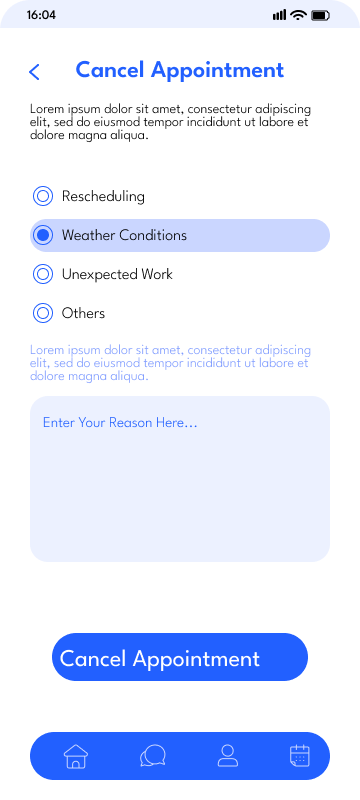 16:04
Cancel Appointment
Lorem ipsum dolor sit amet, consectetur adipiscing
elit, sed do eiusmod tempor incididunt ut labore et
dolore magna aliqua.
Rescheduling
Weather Conditions
Unexpected Work
Others
Lorem ipsum dolor sit amet, consectetur adipiscing
elit, sed do eiusmod tempor incididunt ut labore et
dolore magna aliqua.
Enter Your Reason Here...
Cancel Appointment